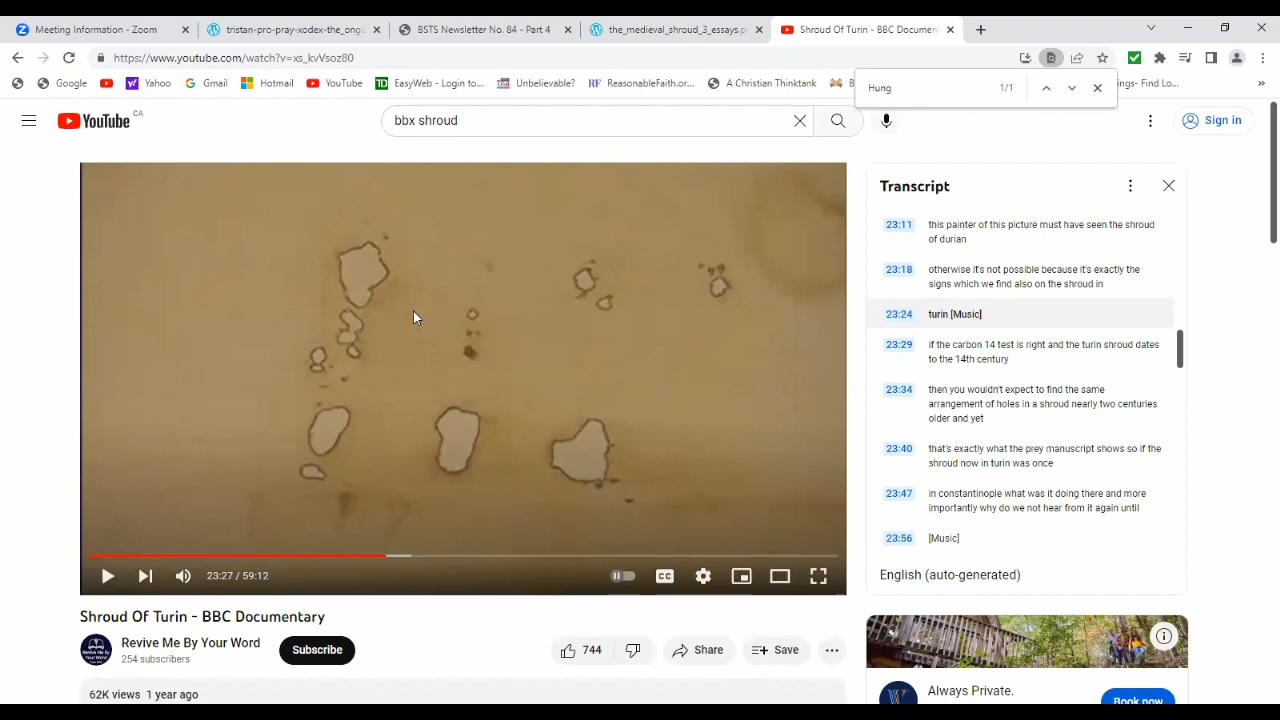 Meeting Information - Zoom
tristan-pro-pray-xodex-the_ong
BSTS Newsletter No. 84 - Part 4
the_medieval_shroud_3_essays.p
Shroud Of Turin - BBC Documen
https://www.youtube.com/watch?v=xs_kvV$oz80
Google
Yahoo
Gmail
Hotmail
YouTube
TD
EasyWeb - Login to...
Unbelievable?
RF
ReasonableFaith.or...
A Christian Thinktank
ings- Find Lo...
»
Hung
1/1
YouTube
CA
bbx shroud
Sign in
Transcript
23:11
this painter of this picture must have seen the shroud
of durian
23:18
otherwise it's not possible because it's exactly the
signs which we find also on the shroud in
23:24
turin [Music]
23:29
if the carbon 14 test is right and the turin shroud dates
to the 14th century
23:34
then you wouldn't expect to find the same
arrangement of holes in a shroud nearly two centuries
older and yet
23:40
that's exactly what the prey manuscript shows so if the
shroud now in turin was once
23:47
in constantinople what was it doing there and more
importantly why do we not hear from it again until
23:56
[Music]
English (auto-generated)
23:27 / 59:12
CC
Shroud Of Turin - BBC Documentary
Revive Me By Your Word
254 subscribers
Subscribe
744
Share
Save
62K views 1 year ago
Always Private.
Book now